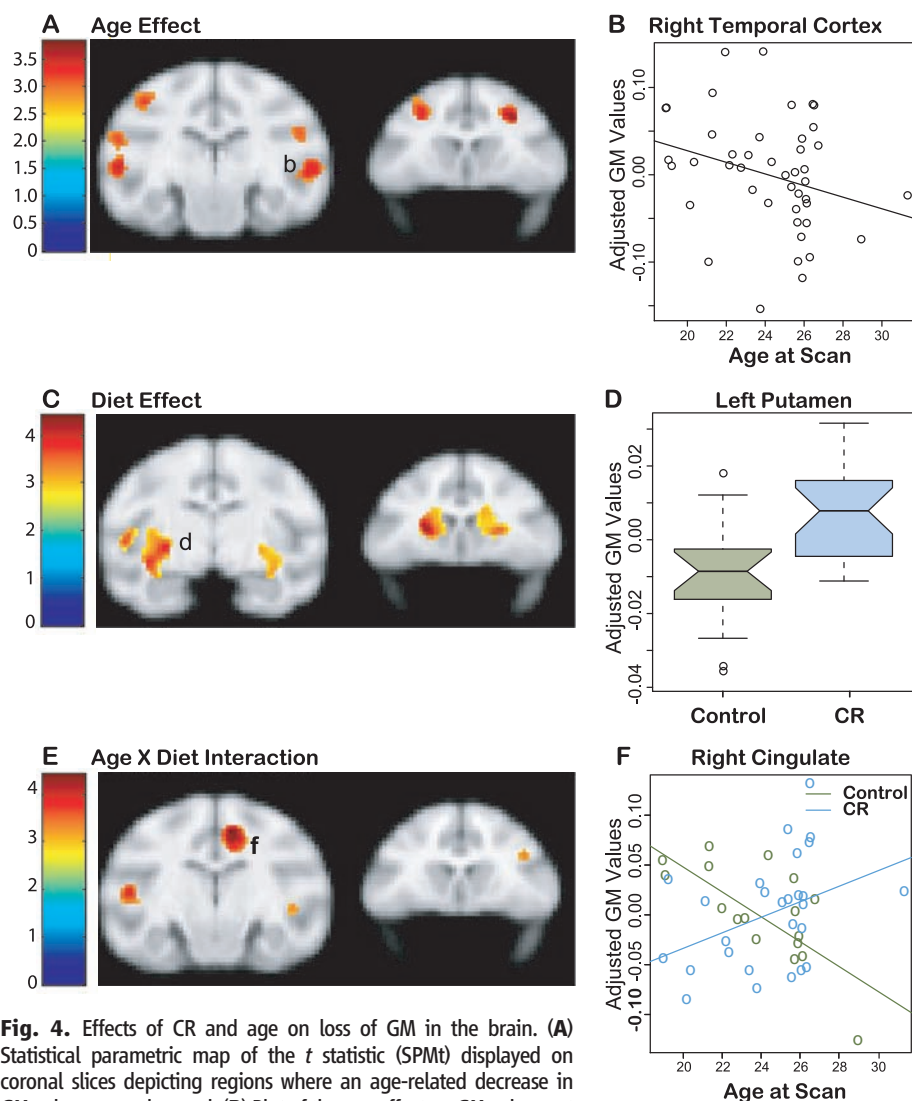 A Age Effect
3.5
3.0
2.5
2.0
1.5
1.0
0.5
0
b
B Right Temporal Cortex
Adjusted GM Values
0.10
0.00
-0.10
20 22 24 26 28 30
Age at Scan
C Diet Effect
4
3
2
1
0
d
D Left Putamen
Adjusted GM Values
0.02
0.00
-0.02
-0.04
Control CR
E Age X Diet Interaction
4
3
2
1
0
f
F Right Cingulate
Control
CR
Adjusted GM Values
0.10
0.05
0.00
-0.05
-0.10
20 22 24 26 28 30
Age at Scan
Fig. 4. Effects of CR and age on loss of GM in the brain. (A)
Statistical parametric map of the t statistic (SPMt) displayed on
coronal slices depicting regions where an age-related decrease in